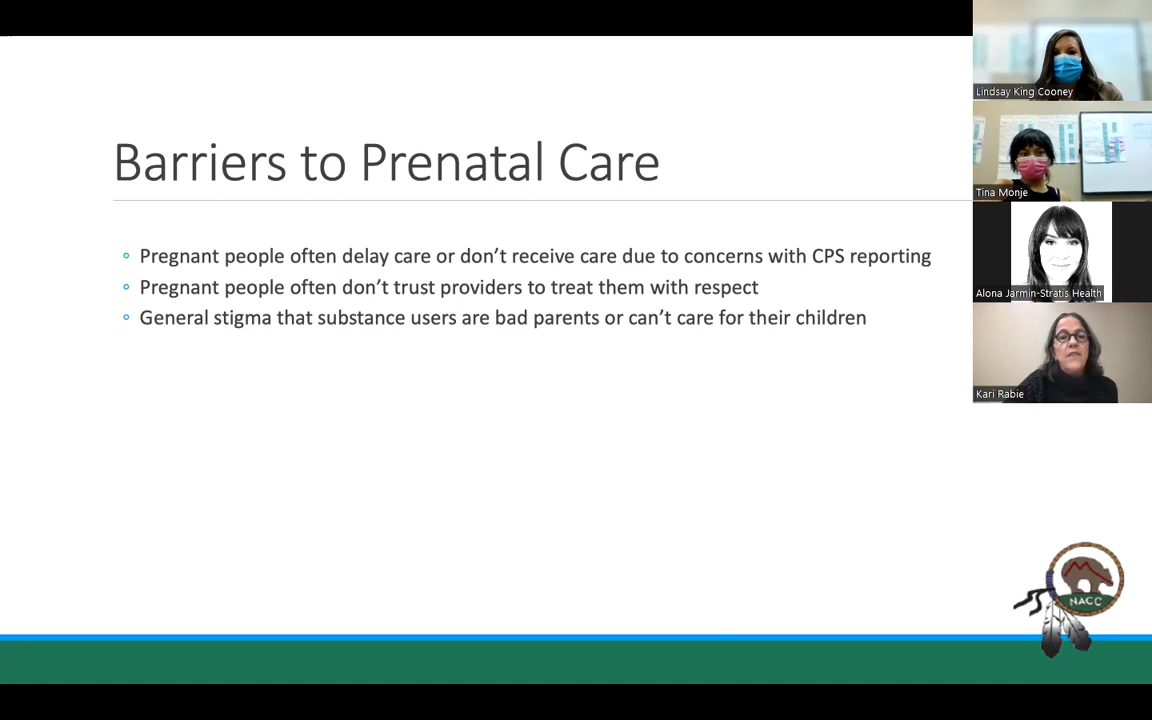 Barriers to Prenatal Care
Pregnant people often delay care or don’t receive care due to concerns with CPS reporting
Pregnant people often don’t trust providers to treat them with respect
General stigma that substance users are bad parents or can’t care for their children
Lindsay King Cooney
Tina Monje
Alona Jarmin-Stratis Health
Kari Rabie
NACC